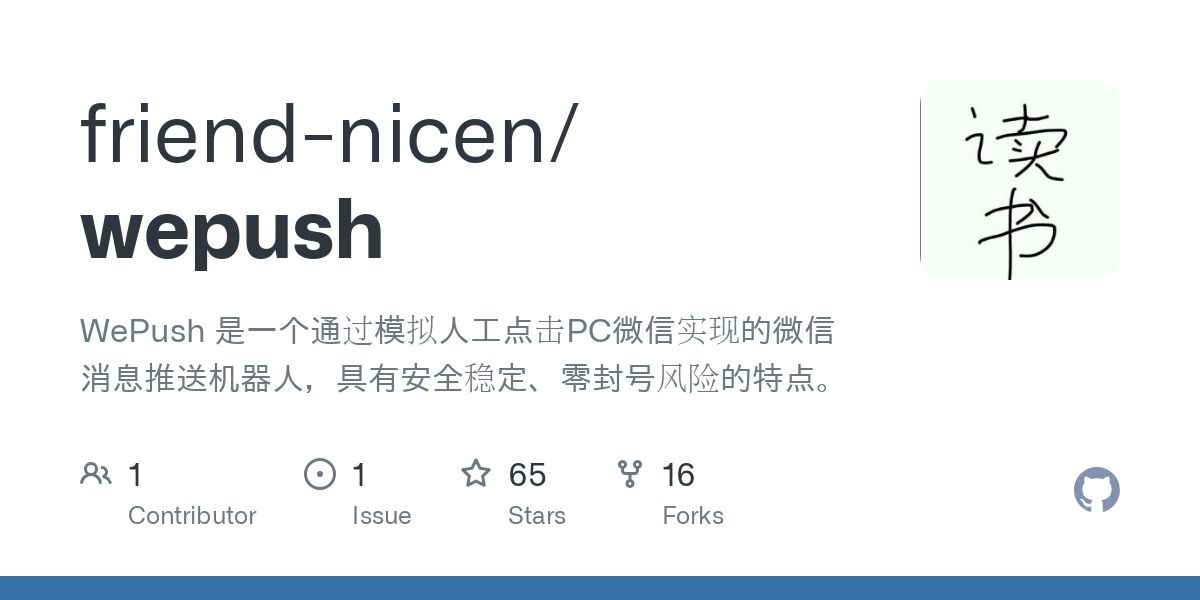 friend-nicen/
wepush
读
书
WePush 是一个通过模拟人工点击PC微信实现的微信
消息推送机器人，具有安全稳定、零封号风险的特点。
1
Contributor
1
Issue
65
Stars
16
Forks